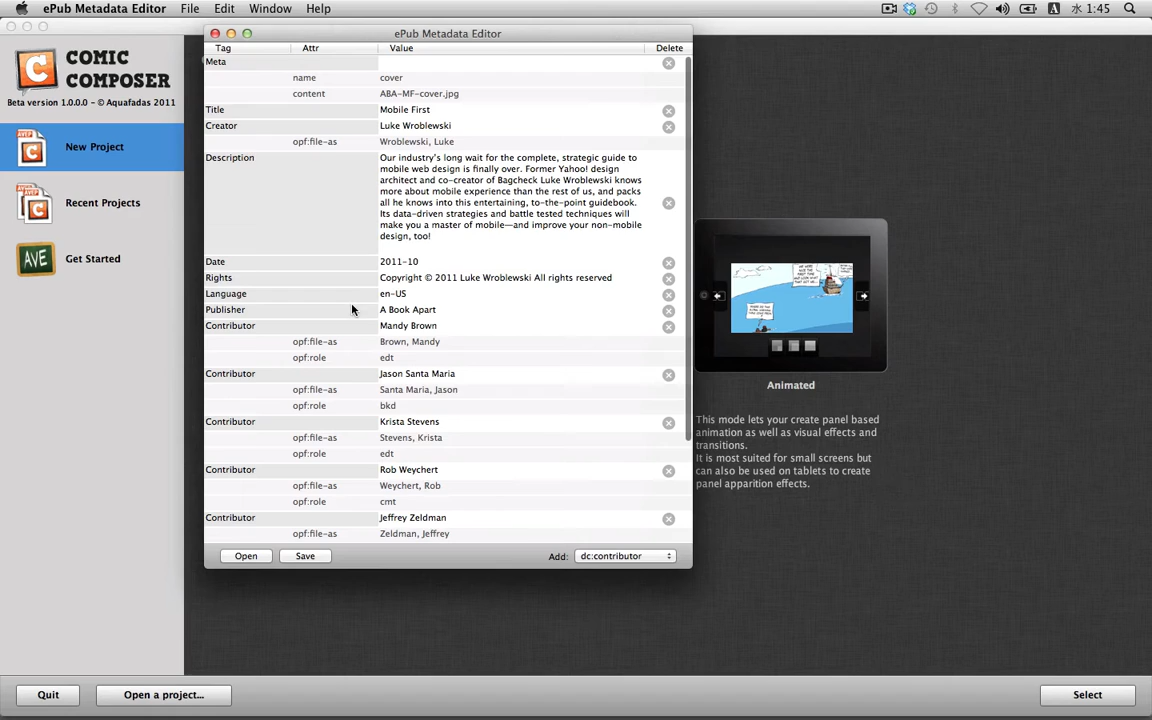 ePub Metadata Editor File Edit Window Help A 水 1:45
ePub Metadata Editor
Tag Attr Value Delete
Meta
name cover
content ABA-MF-cover.jpg
Title Mobile First
Creator Luke Wroblewski
opf:file-as Wroblewski, Luke
Description Our industry's long wait for the complete, strategic guide to
mobile web design is finally over. Former Yahoo! design
architect and co-creator of Bagcheck Luke Wroblewski knows
more about mobile experience than the rest of us, and packs
all he knows into this entertaining, to-the-point guidebook.
Its data-driven strategies and battle tested techniques will
make you a master of mobile—and improve your non-mobile
design, too!
Date 2011-10
Rights Copyright © 2011 Luke Wroblewski All rights reserved
Language en-US
Publisher A Book Apart
Contributor Mandy Brown
opf:file-as Brown, Mandy
opf:role edt
Contributor Jason Santa Maria
opf:file-as Santa Maria, Jason
opf:role bkd
Contributor Krista Stevens
opf:file-as Stevens, Krista
opf:role edt
Contributor Rob Weychert
opf:file-as Weychert, Rob
opf:role cmt
Contributor Jeffrey Zeldman
opf:file-as Zeldman, Jeffrey
Open Save Add: dc:contributor
COMIC
COMPOSER
Beta version 1.0.0.0 - © Aquafadas 2011
AVEP
New Project
Recent Projects
AVE
Get Started
Animated
This mode lets your create panel based
animation as well as visual effects and
transitions.
It is most suited for small screens but
can also be used on tablets to create
panel apparition effects.
Quit Open a project... Select